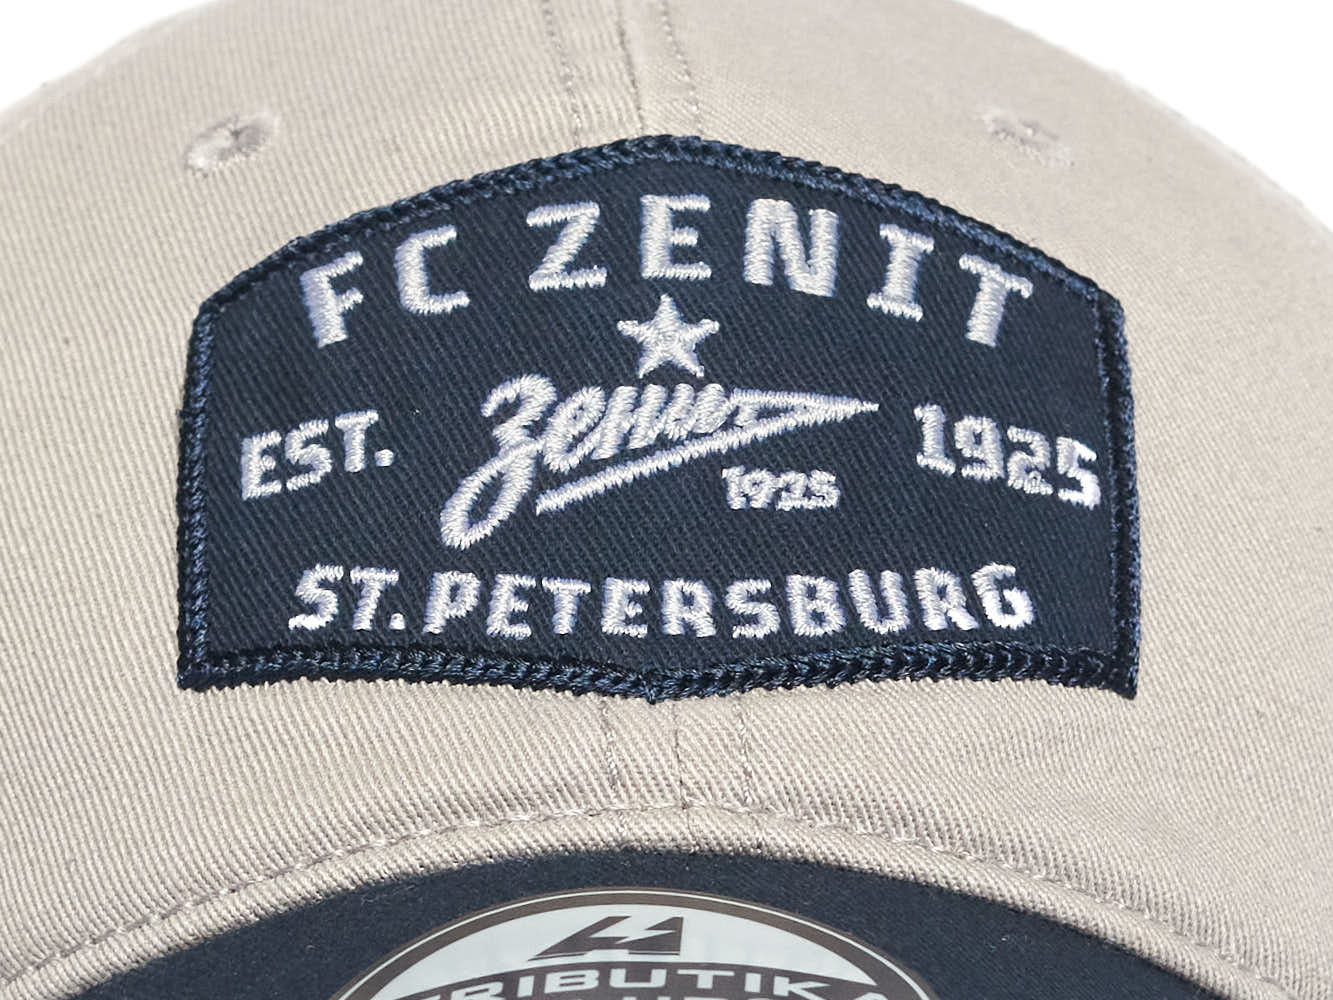 FC ZENIT
EST.
Зенит
1925
1925
ST. PETERSBURG